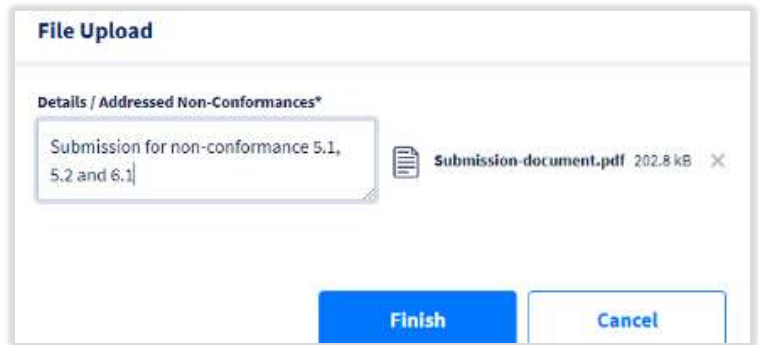 File Upload
Details / Addressed Non-Conformances*
Submission for non-conformance 5.1,
5.2 and 6.1
Submission-document.pdf 202.8 kB
Finish Cancel